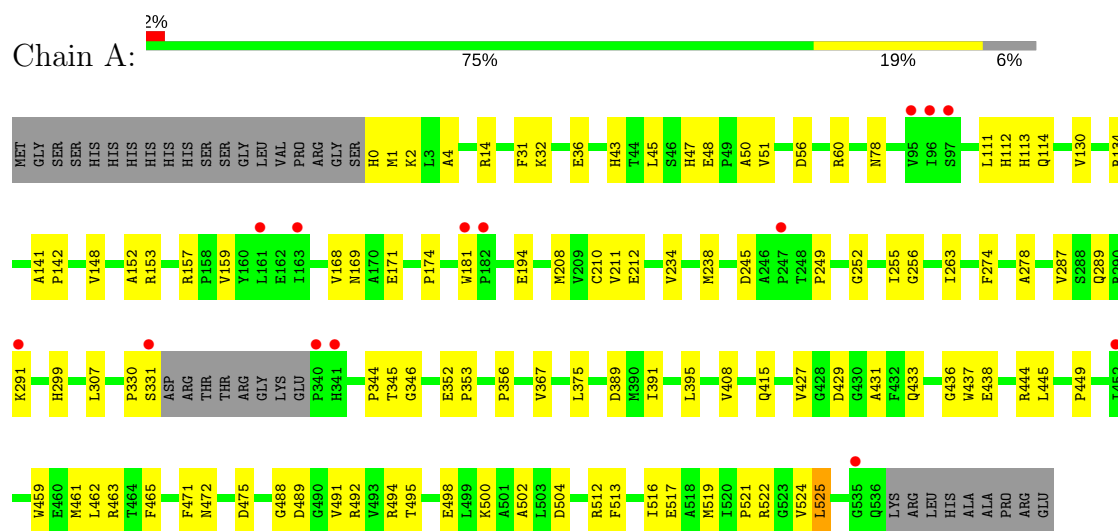 2%
Chain A:
75% 19% 6%
MET GLY SER SER HIS HIS HIS HIS HIS HIS SER SER GLY LEU VAL PRO ARG GLY SER H0 M1 K2 L3 A4 R14 F31 K32 E36 H43 T44 L45 S46 H47 E48 P49 A50 V51 D56 R60 N78 V95 I96 S97 L111 H112 H113 Q114 V130
A141 P142 V148 A152 R153 R157 P158 V159 Y160 L161 E162 I163 V168 N169 A170 E171 P174 W181 P182 E194 M208 V209 C210 V211 E212 V234 M238 D245 A246 P247 T248 P249 G252 I255 G256 I263 F274 A278 V287 S288 Q289
K291 H299 L307 P330 S331 ASP ARG THR THR ARG GLY LYS GLU P340 H341 P344 T345 G346 E352 P353 P356 V367 L375 D389 M390 I391 L395 V408 Q415 V427 G428 D429 G430 A431 F432 Q433 G436 W437 E438 R444 L445 P449 I452
W459 E460 M461 L462 R463 T464 F465 F471 N472 D475 G488 D489 G490 V491 R492 V493 R494 T495 E498 L499 K500 A501 A502 L503 D504 R512 F513 I516 E517 A518 M519 I520 P521 R522 G523 V524 L525 G535 Q536 LYS ARG LEU HIS ALA ALA PRO ARG GLU